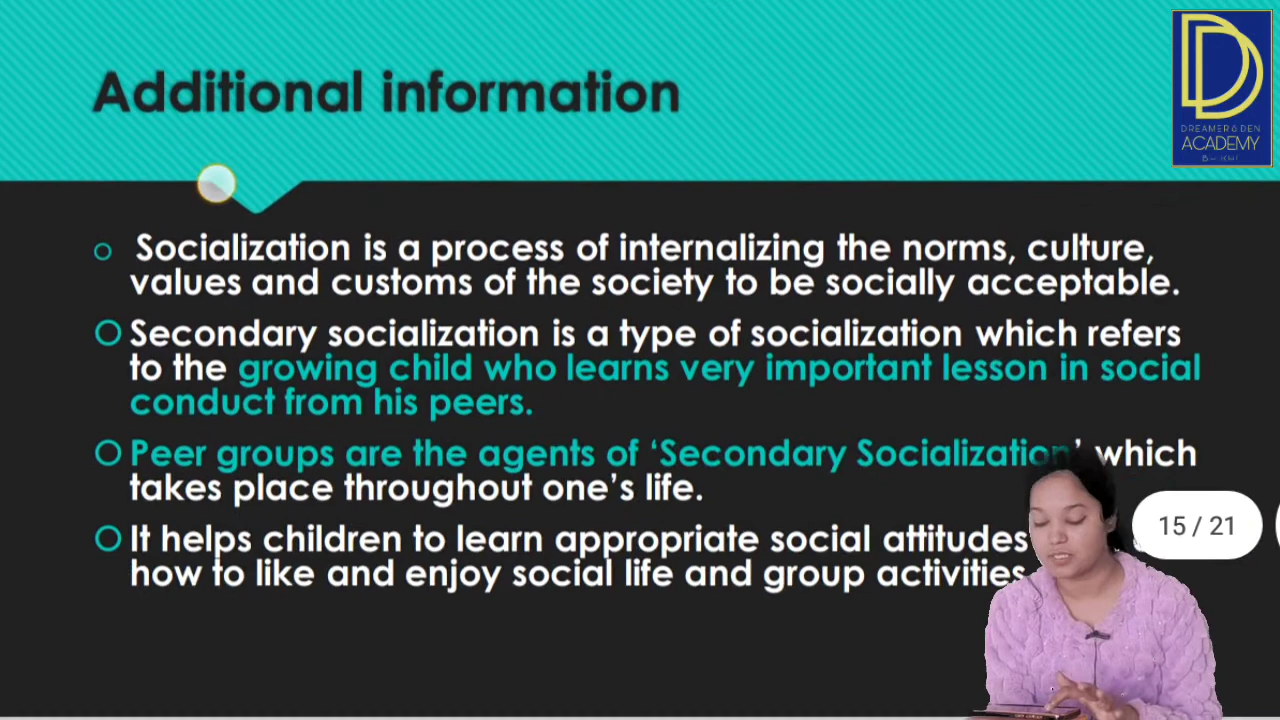 Additional information
DREAMER'S DEN
ACADEMY
Socialization is a process of internalizing the norms, culture,
values and customs of the society to be socially acceptable.
Secondary socialization is a type of socialization which refers
to the growing child who learns very important lesson in social
conduct from his peers.
Peer groups are the agents of ‘Secondary Socialization’ which
takes place throughout one’s life.
It helps children to learn appropriate social attitudes
how to like and enjoy social life and group activities
15 / 21